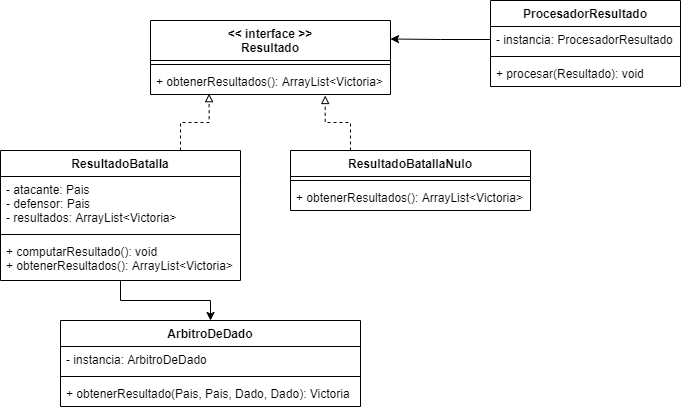 << interface >>
Resultado
+ obtenerResultados(): ArrayList<Victoria>
ProcesadorResultado
- instancia: ProcesadorResultado
+ procesar(Resultado): void
ResultadoBatalla
- atacante: Pais
- defensor: Pais
- resultados: ArrayList<Victoria>
+ computarResultado(): void
+ obtenerResultados(): ArrayList<Victoria>
ResultadoBatallaNulo
+ obtenerResultados(): ArrayList<Victoria>
ArbitroDeDado
- instancia: ArbitroDeDado
+ obtenerResultado(Pais, Pais, Dado, Dado): Victoria